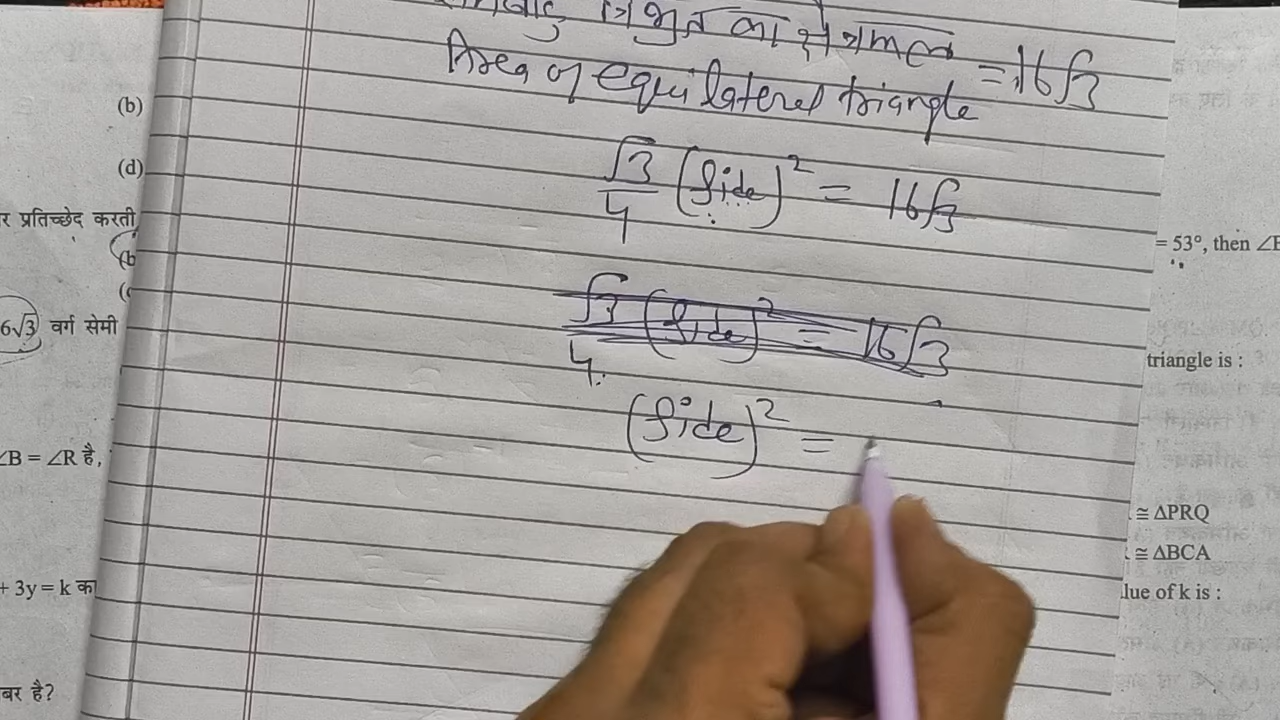 त्रिभुज का क्षेत्रफल
Area of equilateral triangle = 16√3
√3/4 (Side)² = 16√3
√3/4 (Side)² = 16√3
(Side)² =
(b)
(d)
र प्रतिच्छेद करती
(b
6√3 वर्ग सेमी
∠B = ∠R है,
+ 3y = k का
बर है?
= 53°, then ∠E
triangle is :
≅ ΔPRQ
≅ ΔBCA
lue of k is :